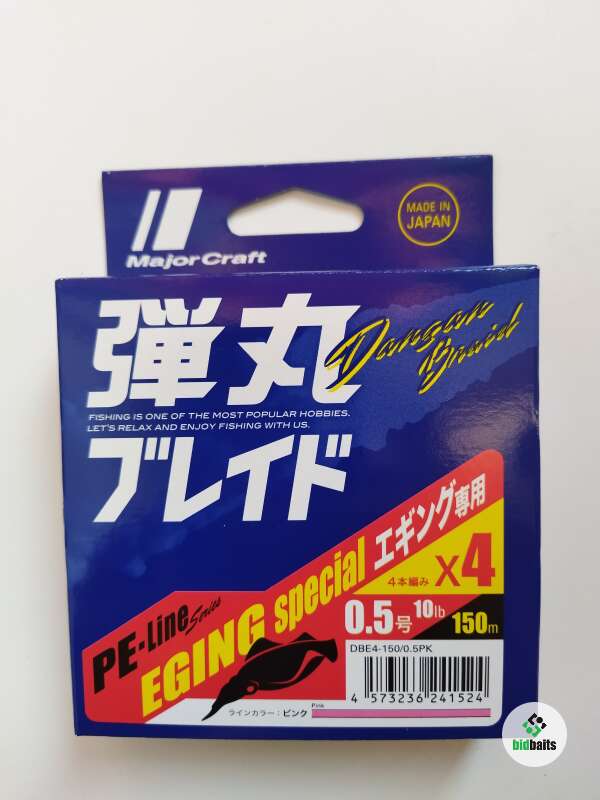 MADE IN
JAPAN
Major Craft
弾丸
Dangan
Braid
FISHING IS ONE OF THE MOST POPULAR HOBBIES.
LET'S RELAX AND ENJOY FISHING WITH US.
ブレイド
PE-Line Series
EGING special エギング専用
4本編み X4
0.5号 10lb 150m
DBE4-150/0.5PK
4 573236 241524
ラインカラー：ピンク Pink
bidbaits